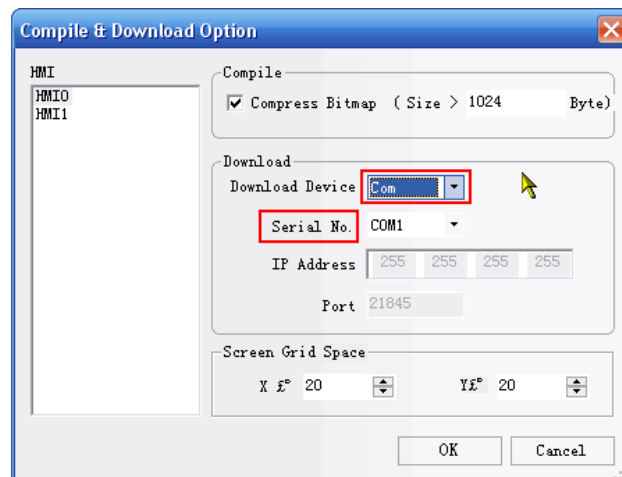 Compile & Download Option
HMI
HMI0
HMI1
Compile
Compress Bitmap ( Size > 1024 Byte)
Download
Download Device Com
Serial No. COM1
IP Address 255 255 255 255
Port 21845
Screen Grid Space
X £º 20 Y£º 20
OK Cancel